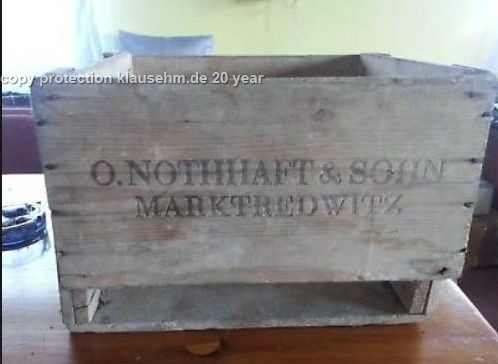 copy protection klausehm.de 20 year
O. NOTHHAFT & SOHN
MARKTREDWITZ